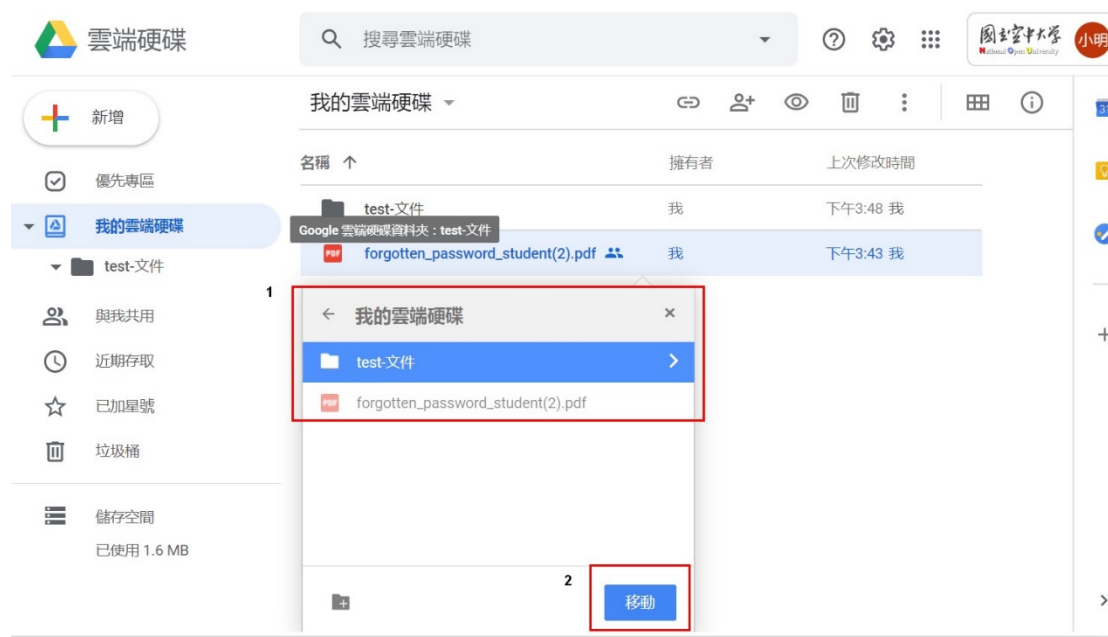 雲端硬碟
搜尋雲端硬碟
國立空中大學
National Open University
小明
新增
我的雲端硬碟
名稱
擁有者
上次修改時間
優先專區
test-文件
我
下午3:48 我
我的雲端硬碟
Google 雲端硬碟資料夾：test-文件
PDF
forgotten_password_student(2).pdf
我
下午3:43 我
test-文件
1
與我共用
我的雲端硬碟
近期存取
test-文件
已加星號
PDF
forgotten_password_student(2).pdf
垃圾桶
儲存空間
已使用 1.6 MB
2
移動